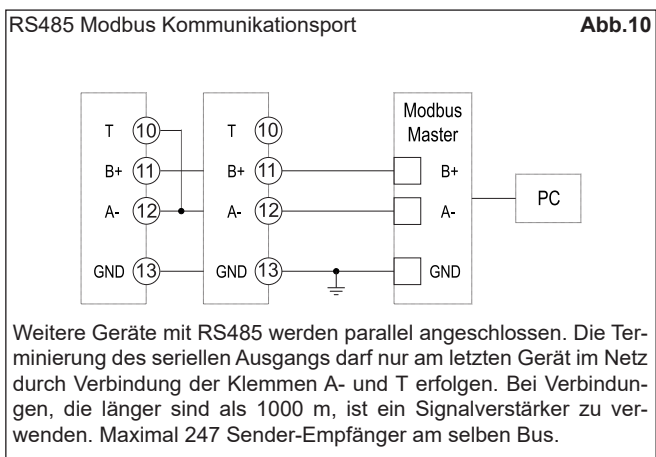 RS485 Modbus Kommunikationsport Abb.10
Modbus
Master
T 10 T 10
B+ 11 B+ 11 B+
PC
A- 12 A- 12 A-
GND 13 GND 13 GND
Weitere Geräte mit RS485 werden parallel angeschlossen. Die Ter-
minierung des seriellen Ausgangs darf nur am letzten Gerät im Netz
durch Verbindung der Klemmen A- und T erfolgen. Bei Verbindun-
gen, die länger sind als 1000 m, ist ein Signalverstärker zu ver-
wenden. Maximal 247 Sender-Empfänger am selben Bus.